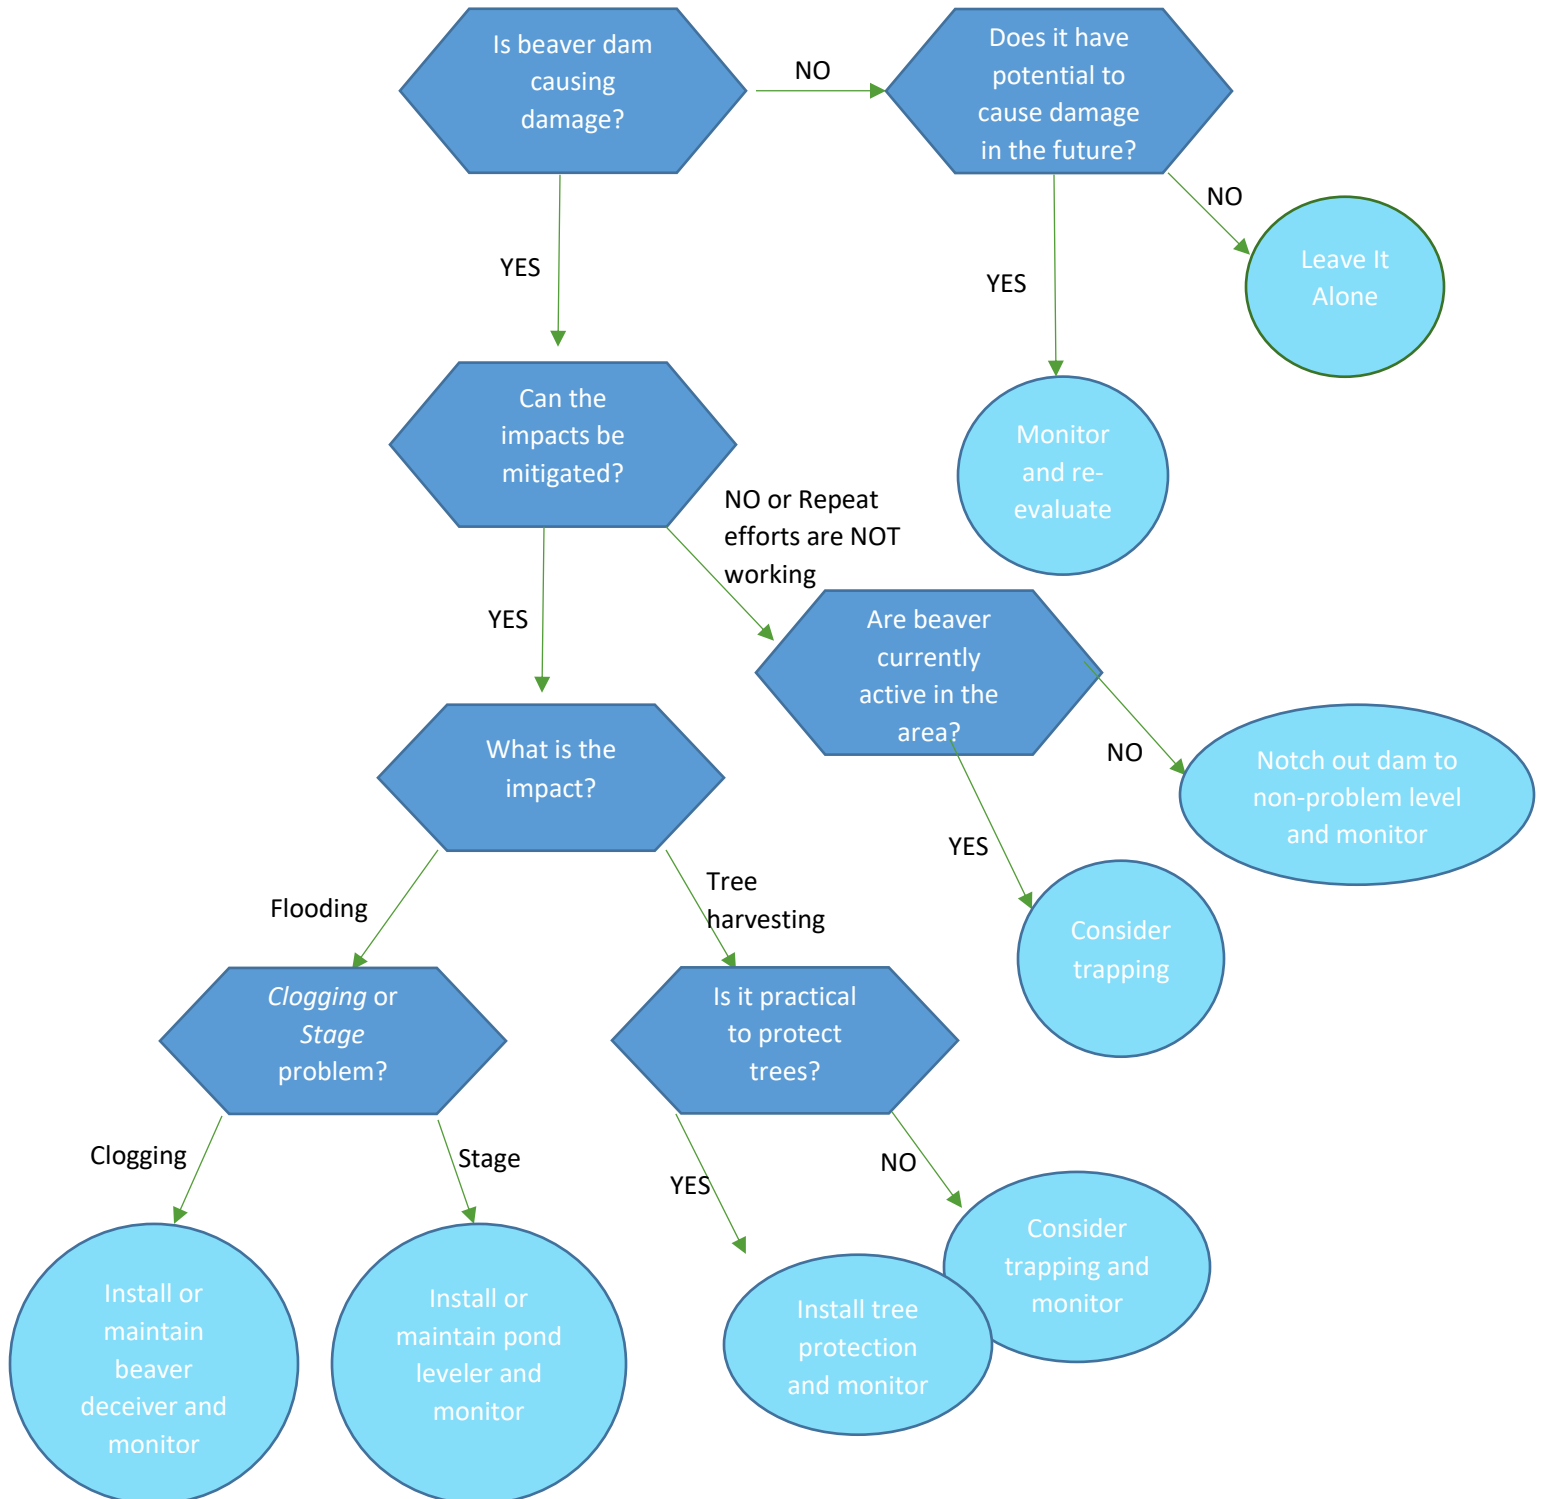 Is beaver dam
causing
damage?
NO
Does it have
potential to
cause damage
in the future?
NO
Leave It
Alone
YES
YES
Monitor
and re-
evaluate
Can the
impacts be
mitigated?
NO or Repeat
efforts are NOT
working
YES
Are beaver
currently
active in the
area?
NO
Notch out dam to
non-problem level
and monitor
YES
Consider
trapping
What is the
impact?
Flooding
Tree
harvesting
Clogging or
Stage
problem?
Is it practical
to protect
trees?
Clogging
Stage
YES
NO
Install or
maintain
beaver
deceiver and
monitor
Install or
maintain pond
leveler and
monitor
Install tree
protection
and monitor
Consider
trapping and
monitor